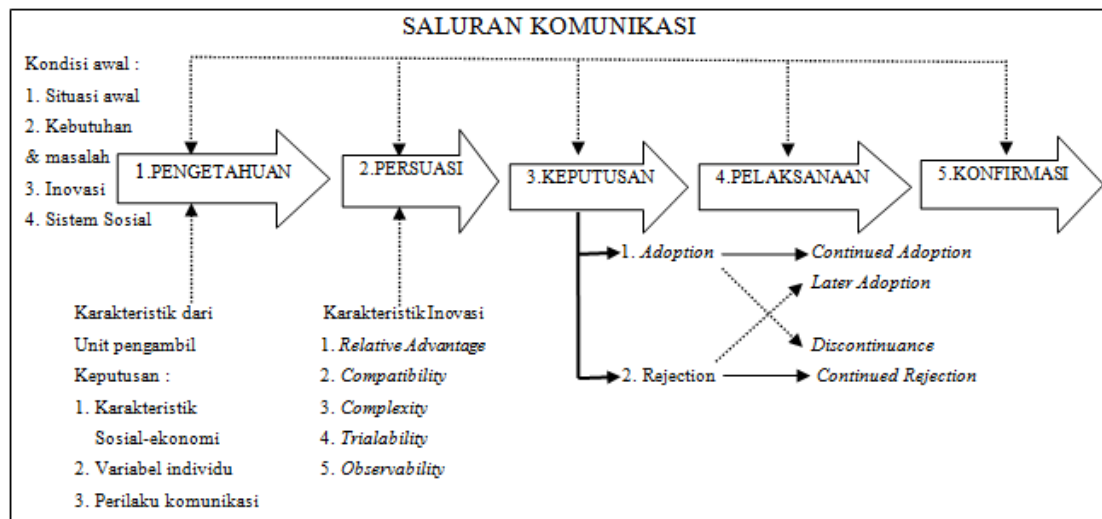 SALURAN KOMUNIKASI
Kondisi awal :
1. Situasi awal
2. Kebutuhan
& masalah
3. Inovasi
4. Sistem Sosial
1.PENGETAHUAN
2.PERSUASI
3.KEPUTUSAN
4.PELAKSANAAN
5.KONFIRMASI
1. Adoption
Continued Adoption
Later Adoption
Discontinuance
2. Rejection
Continued Rejection
Karakteristik dari
Unit pengambil
Keputusan :
1. Karakteristik
Sosial-ekonomi
2. Variabel individu
3. Perilaku komunikasi
Karakteristik Inovasi
1. Relative Advantage
2. Compatibility
3. Complexity
4. Trialability
5. Observability